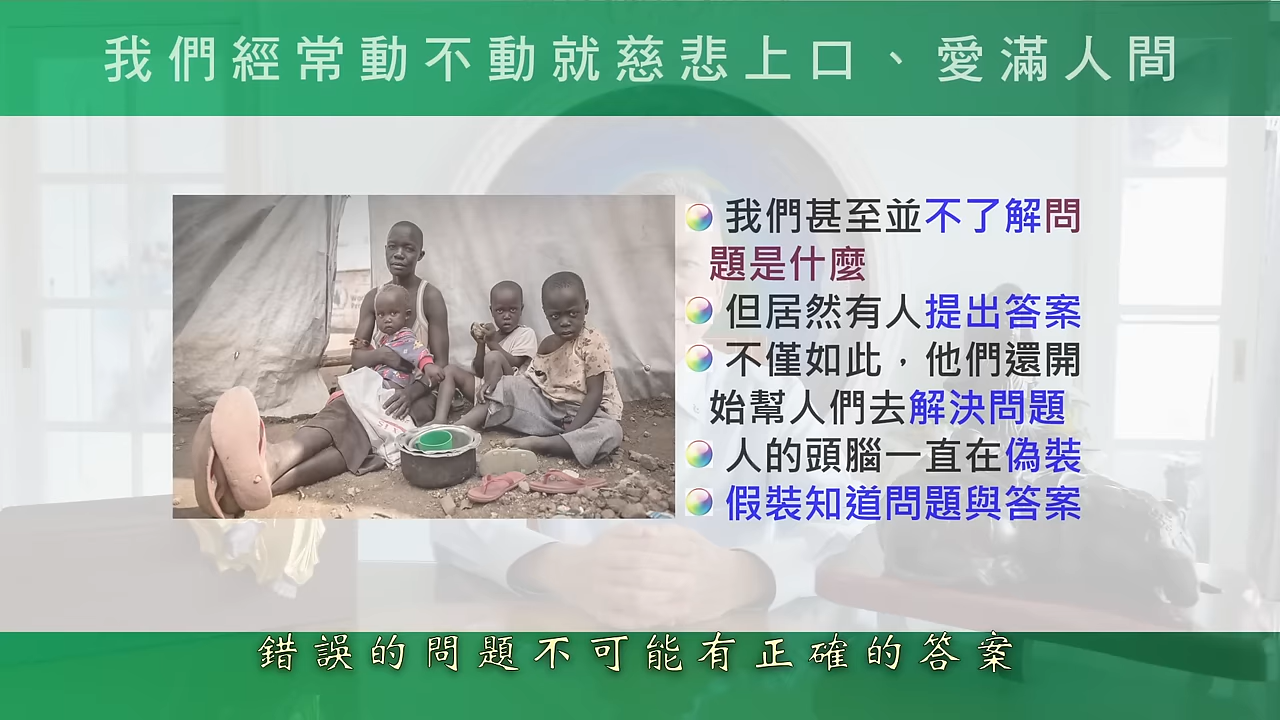 我們經常動不動就慈悲上口、愛滿人間
我們甚至並不了解問
題是什麼
但居然有人提出答案
不僅如此，他們還開
始幫人們去解決問題
人的頭腦一直在偽裝
假裝知道問題與答案
錯誤的問題不可能有正確的答案